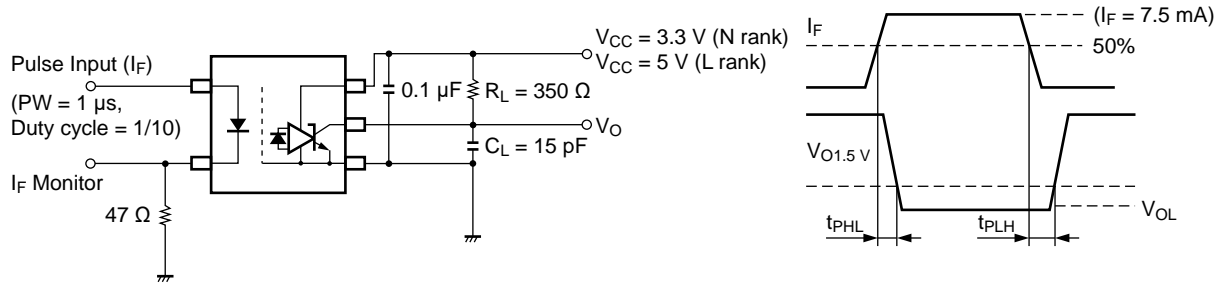 Pulse Input (IF)
(PW = 1 μs,
Duty cycle = 1/10)
IF Monitor
47 Ω
0.1 μF
VCC = 3.3 V (N rank)
VCC = 5 V (L rank)
RL = 350 Ω
VO
CL = 15 pF
IF
(IF = 7.5 mA)
50%
VO1.5 V
VOL
tPHL
tPLH